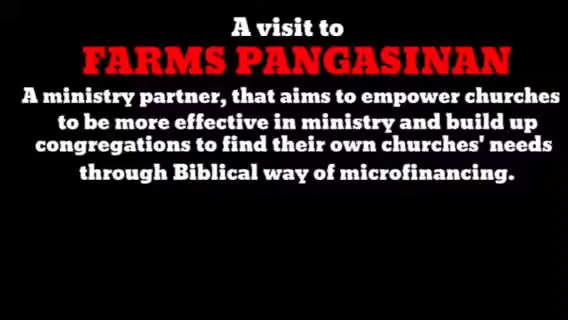 A visit to
FARMS PANGASINAN
A ministry partner, that aims to empower churches
to be more effective in ministry and build up
congregations to find their own churches' needs
through Biblical way of microfinancing.